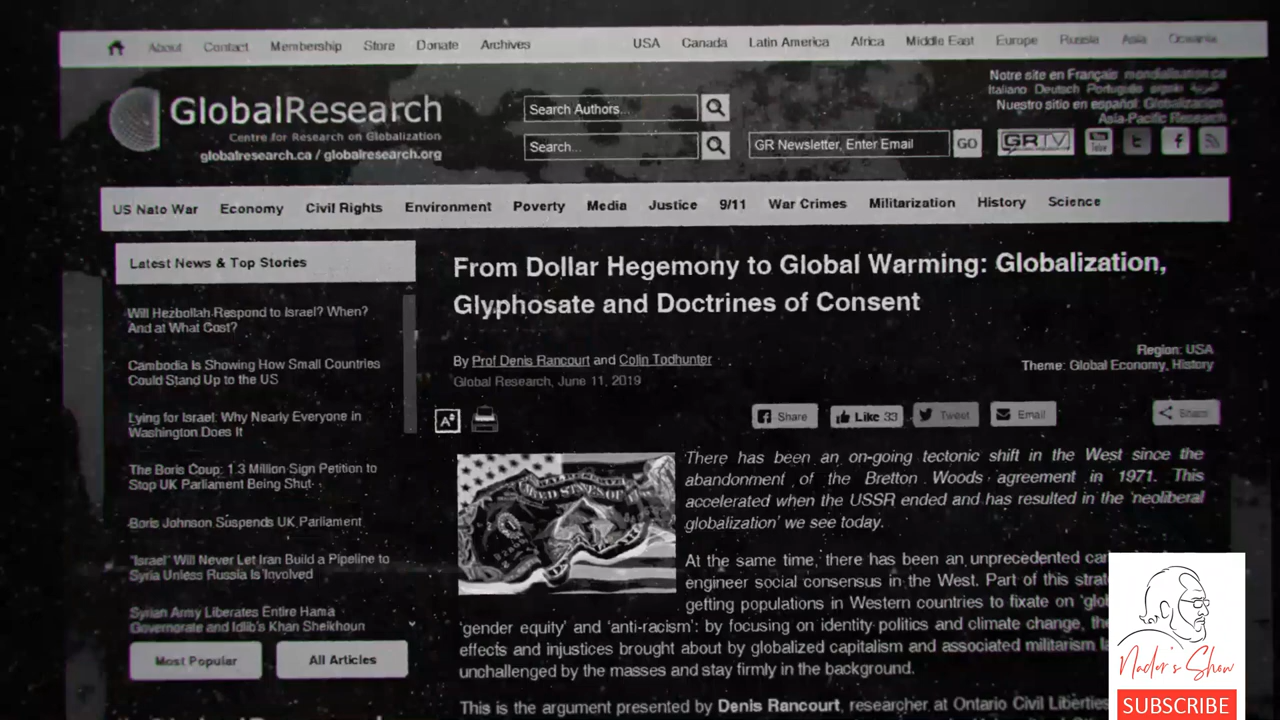 About Contact Membership Store Donate Archives USA Canada Latin America Africa Middle East Europe Russia Asia Oceania
GlobalResearch
Centre for Research on Globalization
globalresearch.ca / globalresearch.org
Search Authors...
Search...
GR Newsletter, Enter Email GO
Notre site en Français mondialisation.ca
Italiano Deutsch Português
Nuestro sitio en español Globalización
Asia-Pacific Research
GRTV You Tube
US Nato War Economy Civil Rights Environment Poverty Media Justice 9/11 War Crimes Militarization History Science
Latest News & Top Stories
Will Hezbollah Respond to Israel? When?
And at What Cost?
Cambodia Is Showing How Small Countries
Could Stand Up to the US
Lying for Israel: Why Nearly Everyone in
Washington Does It
The Boris Coup: 1.3 Million Sign Petition to
Stop UK Parliament Being Shut
Boris Johnson Suspends UK Parliament
"Israel" Will Never Let Iran Build a Pipeline to
Syria Unless Russia Is Involved
Syrian Army Liberates Entire Hama
Governorate and Idlib's Khan Sheikhoun
Most Popular All Articles
From Dollar Hegemony to Global Warming: Globalization,
Glyphosate and Doctrines of Consent
By Prof Denis Rancourt and Colin Todhunter
Global Research, June 11, 2019
Region: USA
Theme: Global Economy, History
Share Like 33 Tweet Email Share
There has been an on-going tectonic shift in the West since the
abandonment of the Bretton Woods agreement in 1971. This
accelerated when the USSR ended and has resulted in the 'neoliberal
globalization' we see today.
At the same time, there has been an unprecedented
engineer social consensus in the West. Part of this
getting populations in Western countries to fixate on
'gender equity' and 'anti-racism': by focusing on identity politics and climate change,
effects and injustices brought about by globalized capitalism and associated militarism
unchallenged by the masses and stay firmly in the background.
This is the argument presented by Denis Rancourt, researcher at Ontario Civil Liberties
Nader's Show
SUBSCRIBE